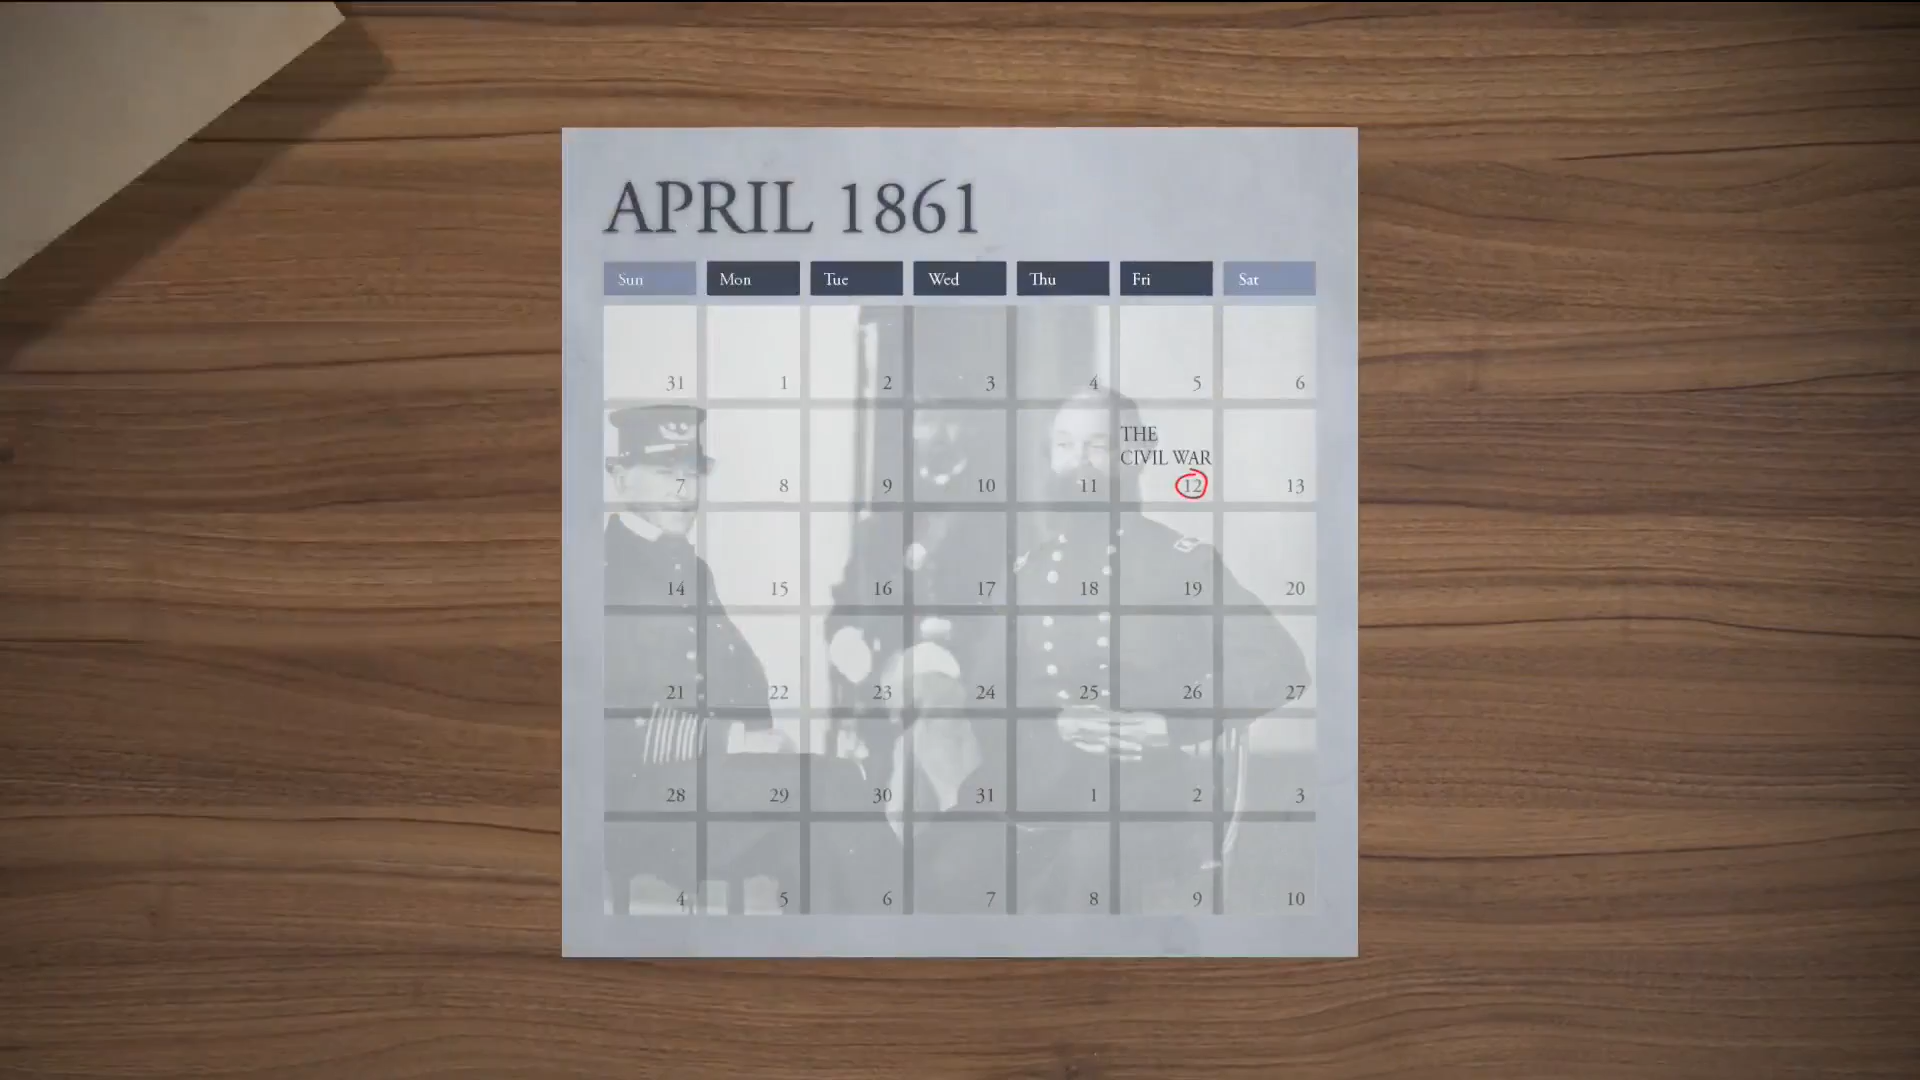 APRIL 1861
Sun Mon Tue Wed Thu Fri Sat
31 1 2 3 4 5 6
THE
CIVIL WAR
7 8 9 10 11 12 13
14 15 16 17 18 19 20
21 22 23 24 25 26 27
28 29 30 31 1 2 3
4 5 6 7 8 9 10